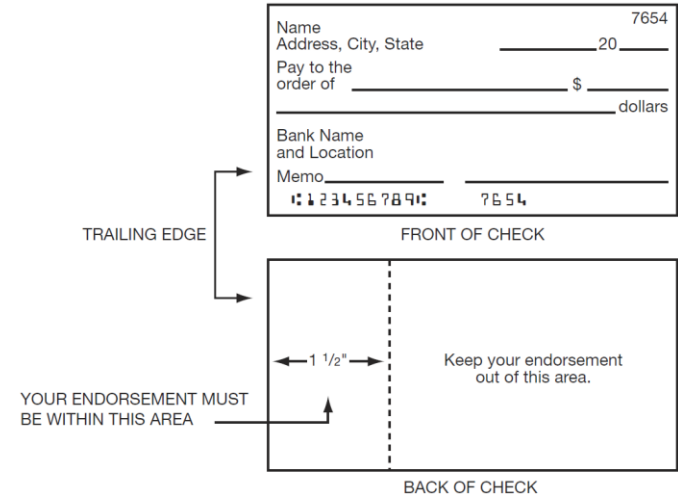 7654
Name
Address, City, State 20
Pay to the
order of $
dollars
Bank Name
and Location
Memo
⑆123456789⑆ 7654
TRAILING EDGE
FRONT OF CHECK
1 1/2"
Keep your endorsement
out of this area.
YOUR ENDORSEMENT MUST
BE WITHIN THIS AREA
BACK OF CHECK